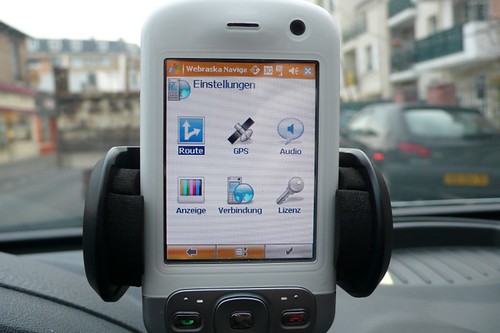 Webraska Naviga
Einstellungen
Route GPS Audio
Anzeige Verbindung Lizenz